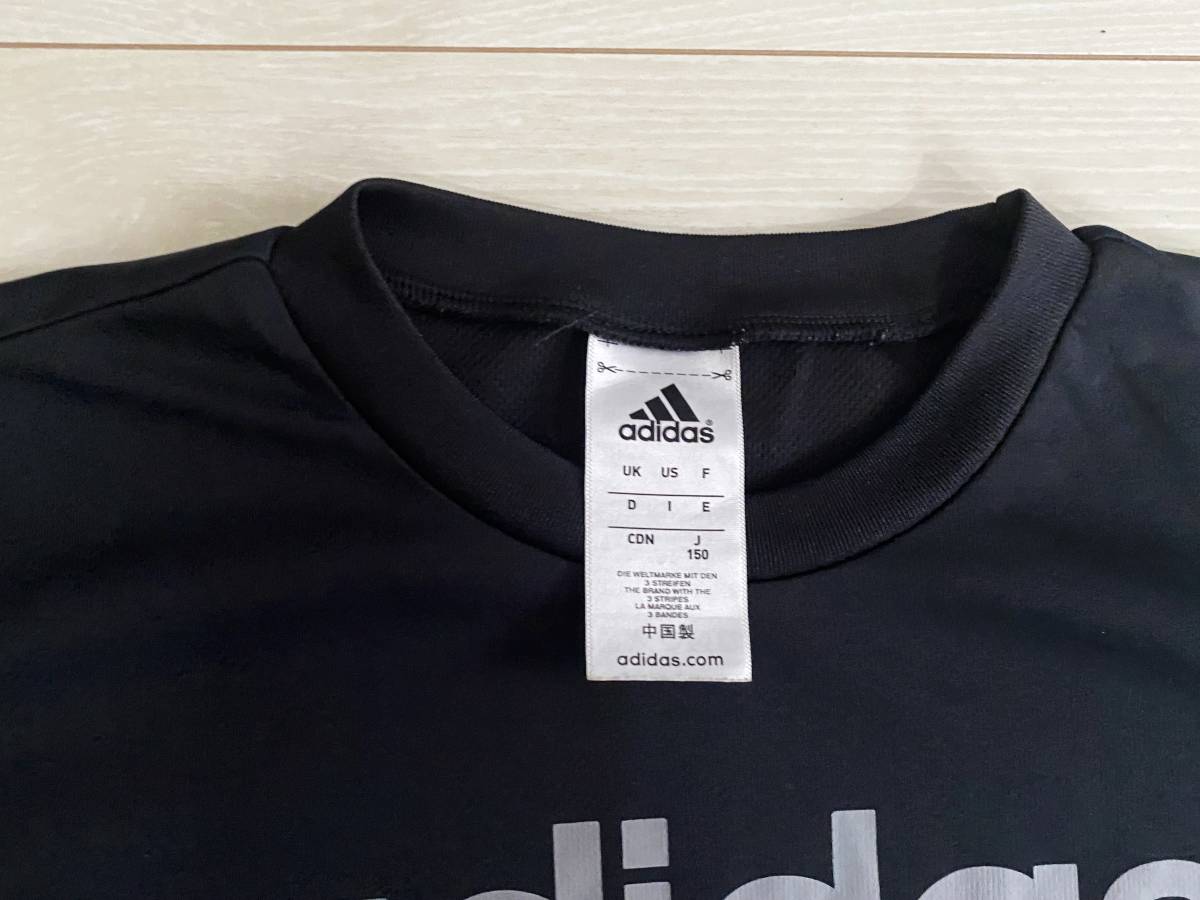 adidas®
UK US F
D I E
CDN J
150
DIE WELTMARKE MIT DEN
3 STREIFEN
THE BRAND WITH THE
3 STRIPES
LA MARQUE AUX
3 BANDES
中国製
adidas.com
adidas